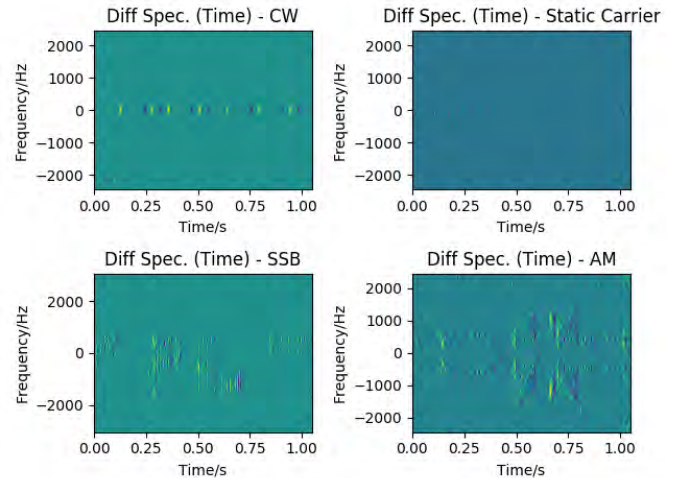 Diff Spec. (Time) - CW
Diff Spec. (Time) - Static Carrier
Frequency/Hz
2000
1000
0
−1000
−2000
0.00 0.25 0.50 0.75 1.00
Time/s
Frequency/Hz
2000
1000
0
−1000
−2000
0.00 0.25 0.50 0.75 1.00
Time/s
Diff Spec. (Time) - SSB
Diff Spec. (Time) - AM
Frequency/Hz
2000
0
−2000
0.00 0.25 0.50 0.75 1.00
Time/s
Frequency/Hz
2000
1000
0
−1000
−2000
0.00 0.25 0.50 0.75 1.00
Time/s